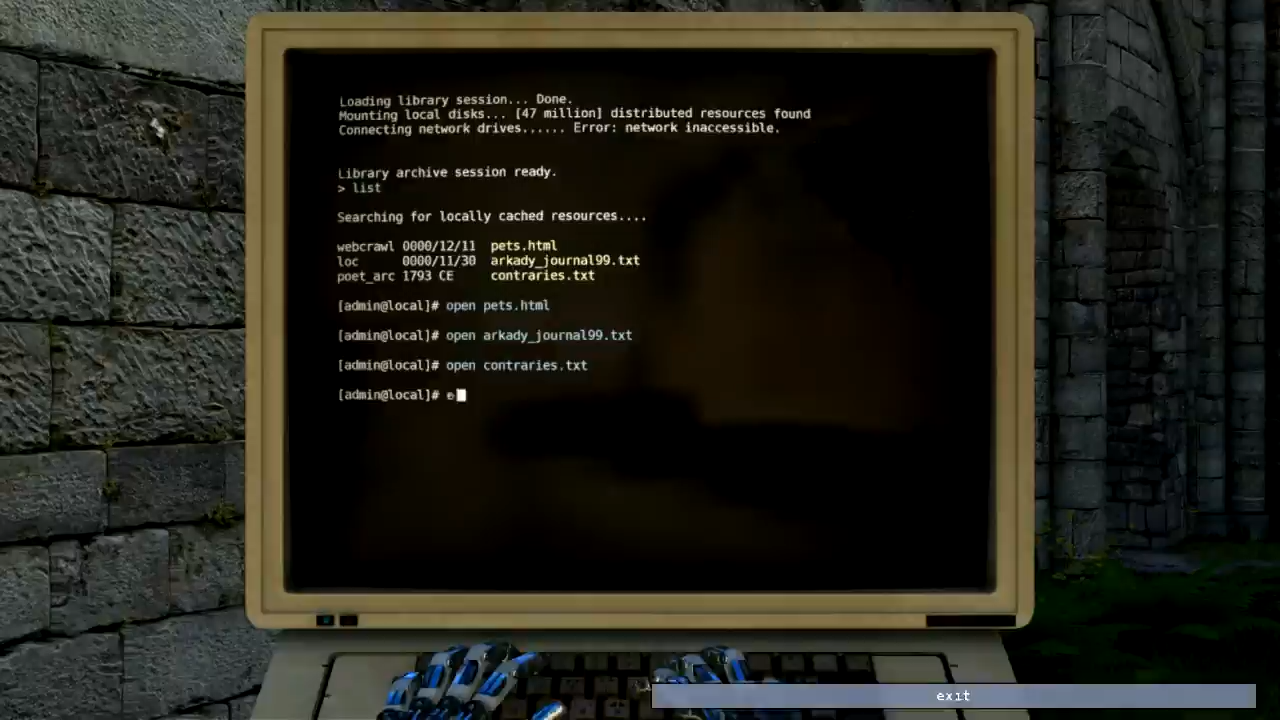 Loading library session... Done.
Mounting local disks... [47 million] distributed resources found
Connecting network drives...... Error: network inaccessible.
Library archive session ready.
> list
Searching for locally cached resources....
webcrawl 0000/12/11 pets.html
loc 0000/11/30 arkady_journal99.txt
poet_arc 1793 CE contraries.txt
[admin@local]# open pets.html
[admin@local]# open arkady_journal99.txt
[admin@local]# open contraries.txt
[admin@local]# e
exit